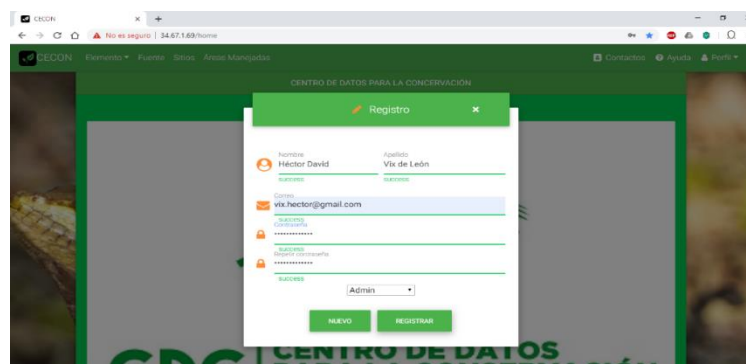 CECON
No es seguro | 34.67.1.69/home
CECON Elemento Fuente Sitios Áreas Manejadas Contactos Ayuda Perfil
CENTRO DE DATOS PARA LA CONCERVACIÓN
Registro ×
Nombre Apellido
Héctor David Vix de León
success success
Correo
vix.hector@gmail.com
success
Contraseña
•••••••••••••
success
Repetir contraseña
•••••••••••••
success
Admin
NUEVO REGISTRAR
CENTRO DE DATOS